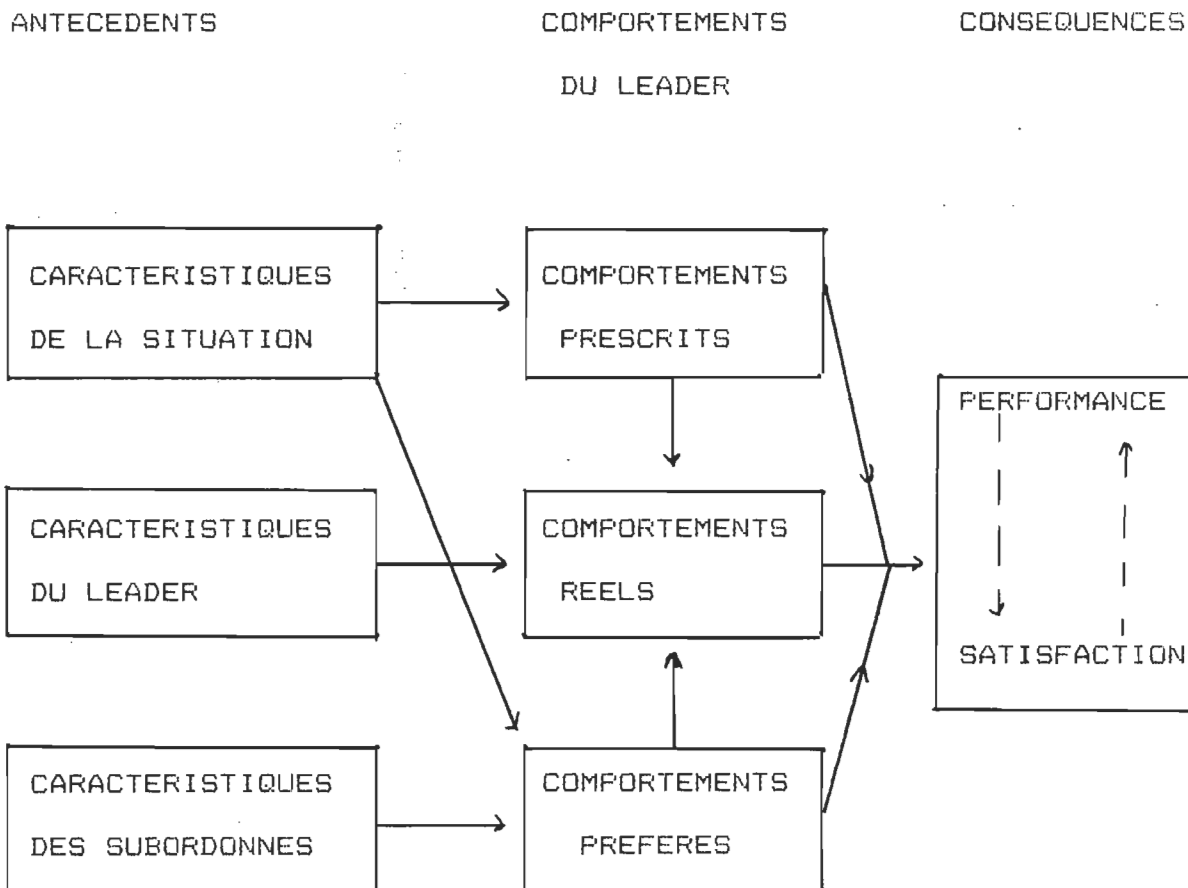 ANTECEDENTS
COMPORTEMENTS
DU LEADER
CONSEQUENCES
CARACTERISTIQUES
DE LA SITUATION
COMPORTEMENTS
PRESCRITS
PERFORMANCE
SATISFACTION
CARACTERISTIQUES
DU LEADER
COMPORTEMENTS
REELS
CARACTERISTIQUES
DES SUBORDONNES
COMPORTEMENTS
PREFERES